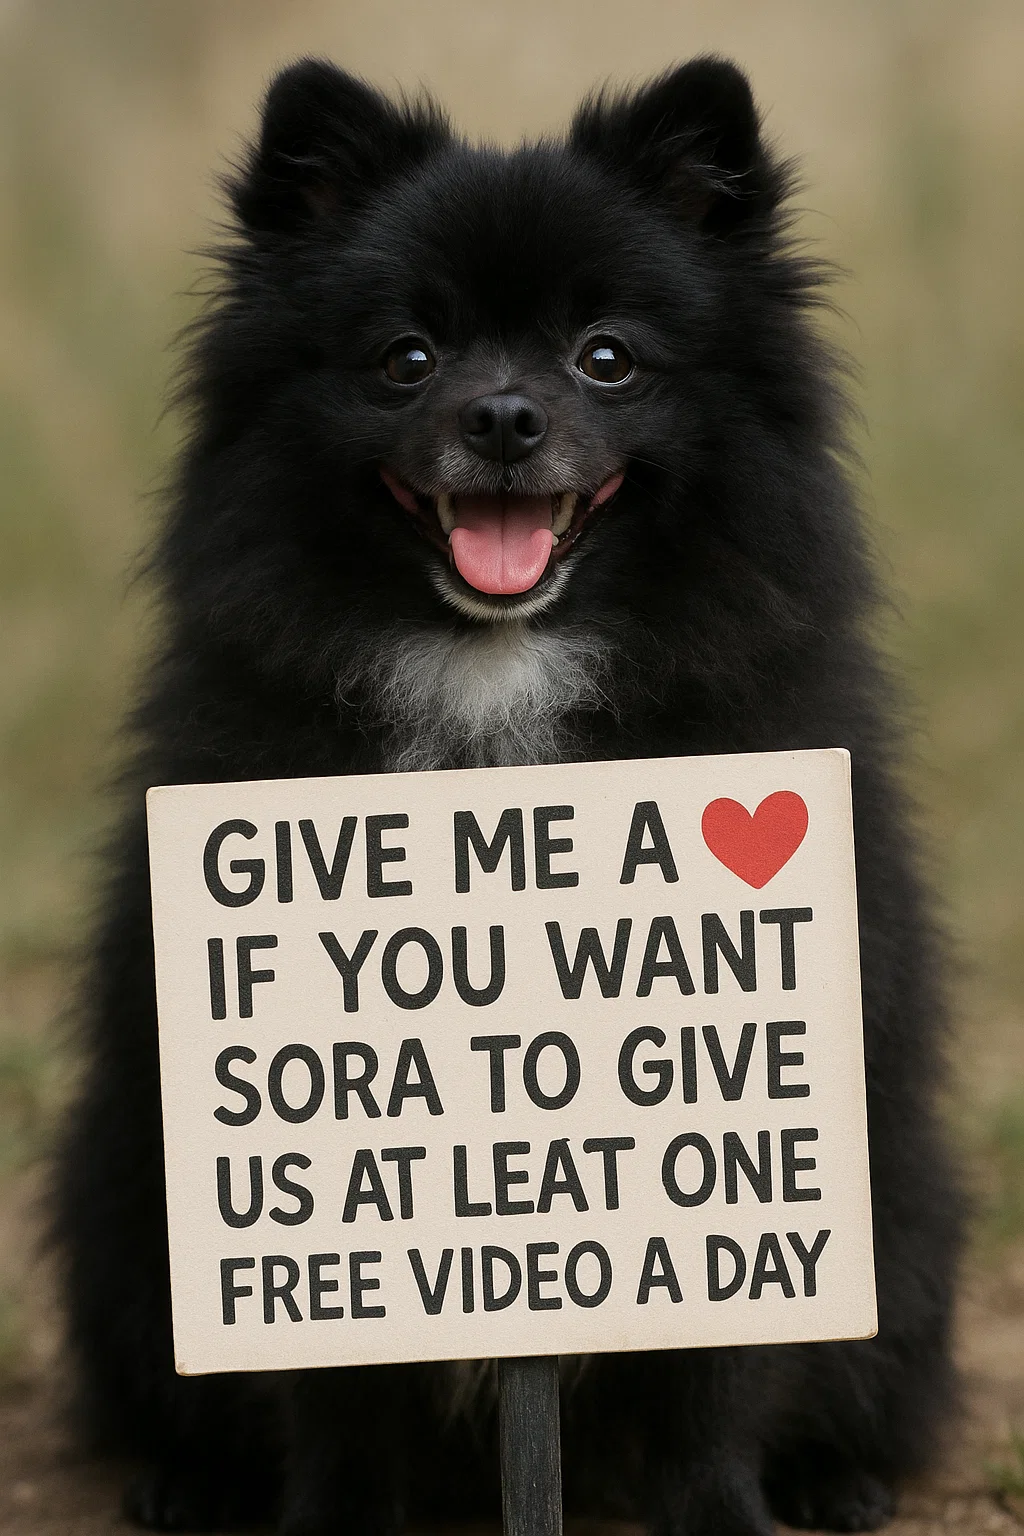 GIVE ME A ❤️
IF YOU WANT
SORA TO GIVE
US AT LEAT ONE
FREE VIDEO A DAY